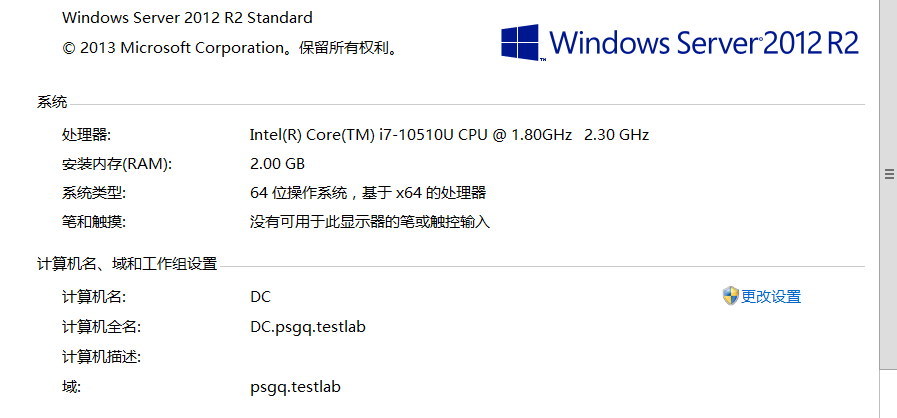 Windows Server 2012 R2 Standard
© 2013 Microsoft Corporation。保留所有权利。
Windows Server 2012 R2
系统
处理器: Intel(R) Core(TM) i7-10510U CPU @ 1.80GHz 2.30 GHz
安装内存(RAM): 2.00 GB
系统类型: 64 位操作系统，基于 x64 的处理器
笔和触摸: 没有可用于此显示器的笔或触控输入
计算机名、域和工作组设置
计算机名: DC 更改设置
计算机全名: DC.psgq.testlab
计算机描述:
域: psgq.testlab